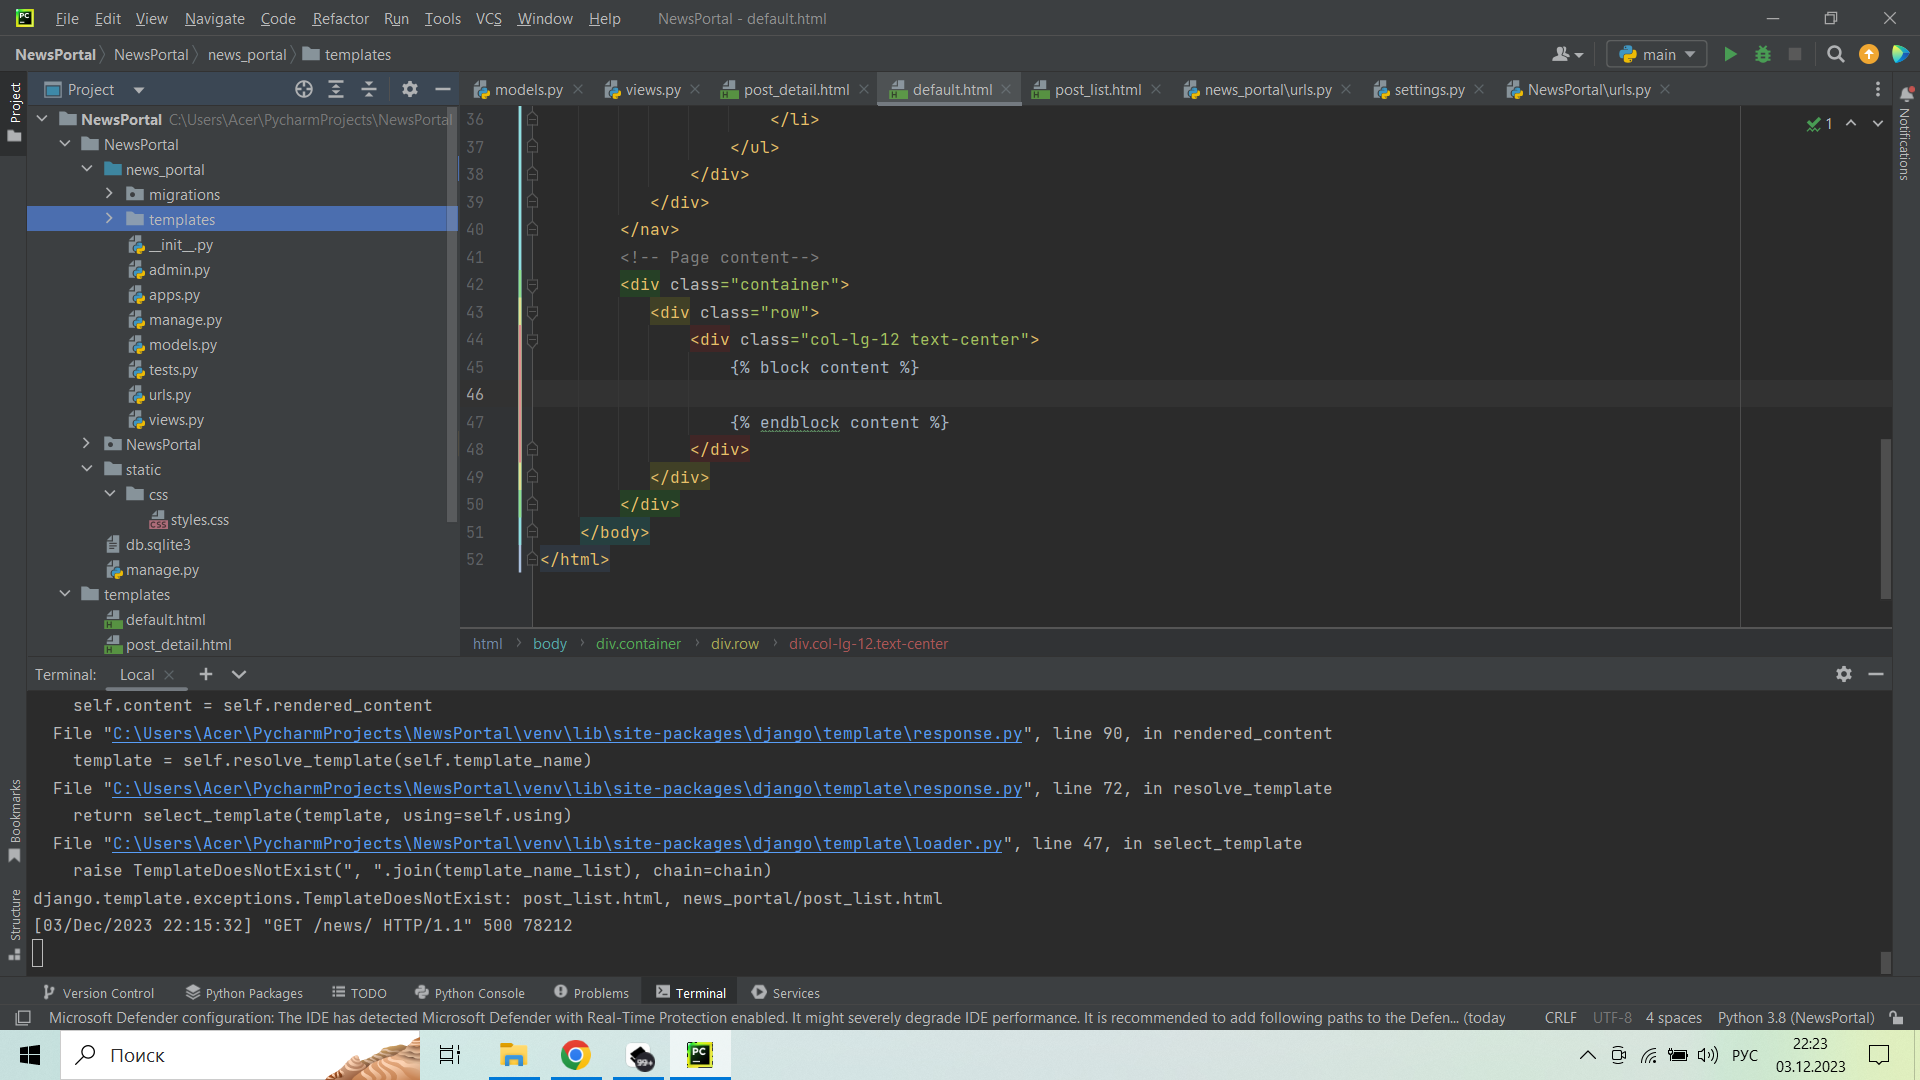 File Edit View Navigate Code Refactor Run Tools VCS Window Help NewsPortal - default.html
NewsPortal NewsPortal news_portal templates
main
Project
models.py views.py post_detail.html default.html post_list.html news_portal\urls.py settings.py NewsPortal\urls.py
Project
Notifications
NewsPortal C:\Users\Acer\PycharmProjects\NewsPortal
NewsPortal
news_portal
migrations
templates
__init__.py
admin.py
apps.py
manage.py
models.py
tests.py
urls.py
views.py
NewsPortal
static
css
styles.css
db.sqlite3
manage.py
templates
default.html
post_detail.html
1
36 </li>
37 </ul>
38 </div>
39 </div>
40 </nav>
41 <!-- Page content-->
42 <div class="container">
43 <div class="row">
44 <div class="col-lg-12 text-center">
45 {% block content %}
46
47 {% endblock content %}
48 </div>
49 </div>
50 </div>
51 </body>
52 </html>
html body div.container div.row div.col-lg-12.text-center
Terminal: Local
self.content = self.rendered_content
File "C:\Users\Acer\PycharmProjects\NewsPortal\venv\lib\site-packages\django\template\response.py", line 90, in rendered_content
template = self.resolve_template(self.template_name)
File "C:\Users\Acer\PycharmProjects\NewsPortal\venv\lib\site-packages\django\template\response.py", line 72, in resolve_template
return select_template(template, using=self.using)
File "C:\Users\Acer\PycharmProjects\NewsPortal\venv\lib\site-packages\django\template\loader.py", line 47, in select_template
raise TemplateDoesNotExist(", ".join(template_name_list), chain=chain)
django.template.exceptions.TemplateDoesNotExist: post_list.html, news_portal/post_list.html
[03/Dec/2023 22:15:32] "GET /news/ HTTP/1.1" 500 78212
Bookmarks
Structure
Version Control Python Packages TODO Python Console Problems Terminal Services
Microsoft Defender configuration: The IDE has detected Microsoft Defender with Real-Time Protection enabled. It might severely degrade IDE performance. It is recommended to add following paths to the Defen... (today CRLF UTF-8 4 spaces Python 3.8 (NewsPortal)
Поиск
99+
PC
РУС
22:23
03.12.2023